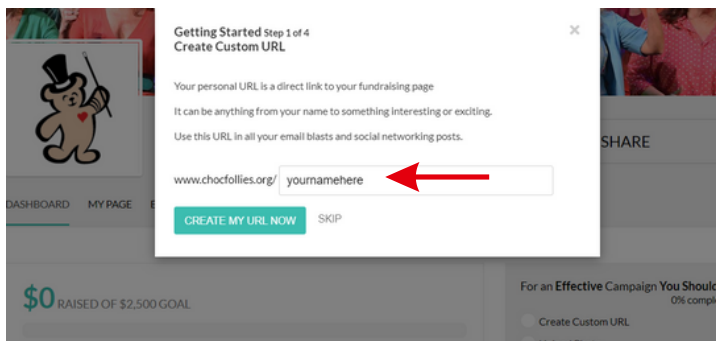 Getting Started Step 1 of 4
Create Custom URL
Your personal URL is a direct link to your fundraising page
It can be anything from your name to something interesting or exciting.
Use this URL in all your email blasts and social networking posts.
www.chocfollies.org/ yournamehere
CREATE MY URL NOW SKIP
SHARE
DASHBOARD MY PAGE
$0 RAISED OF $2,500 GOAL
For an Effective Campaign You Should
0% comple
Create Custom URL